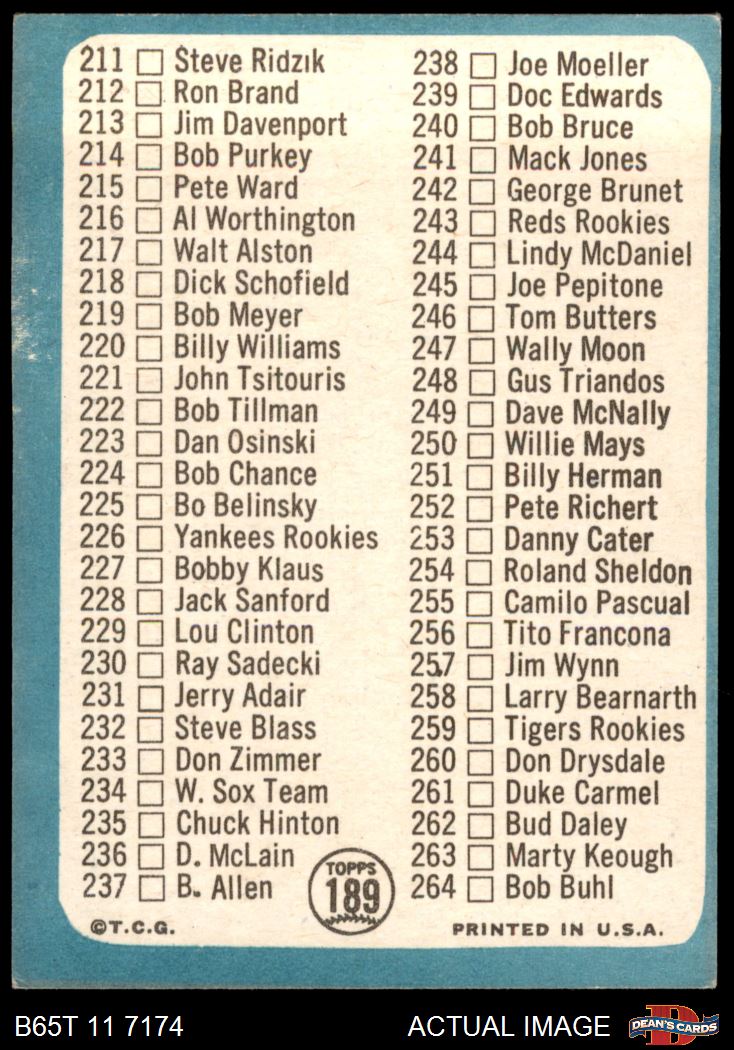 211 Steve Ridzik
212 Ron Brand
213 Jim Davenport
214 Bob Purkey
215 Pete Ward
216 Al Worthington
217 Walt Alston
218 Dick Schofield
219 Bob Meyer
220 Billy Williams
221 John Tsitouris
222 Bob Tillman
223 Dan Osinski
224 Bob Chance
225 Bo Belinsky
226 Yankees Rookies
227 Bobby Klaus
228 Jack Sanford
229 Lou Clinton
230 Ray Sadecki
231 Jerry Adair
232 Steve Blass
233 Don Zimmer
234 W. Sox Team
235 Chuck Hinton
236 D. McLain
237 B. Allen
238 Joe Moeller
239 Doc Edwards
240 Bob Bruce
241 Mack Jones
242 George Brunet
243 Reds Rookies
244 Lindy McDaniel
245 Joe Pepitone
246 Tom Butters
247 Wally Moon
248 Gus Triandos
249 Dave McNally
250 Willie Mays
251 Billy Herman
252 Pete Richert
253 Danny Cater
254 Roland Sheldon
255 Camilo Pascual
256 Tito Francona
257 Jim Wynn
258 Larry Bearnarth
259 Tigers Rookies
260 Don Drysdale
261 Duke Carmel
262 Bud Daley
263 Marty Keough
264 Bob Buhl
TOPPS
189
©T.C.G.
PRINTED IN U.S.A.
B65T 11 7174
ACTUAL IMAGE
DEAN'S CARDS